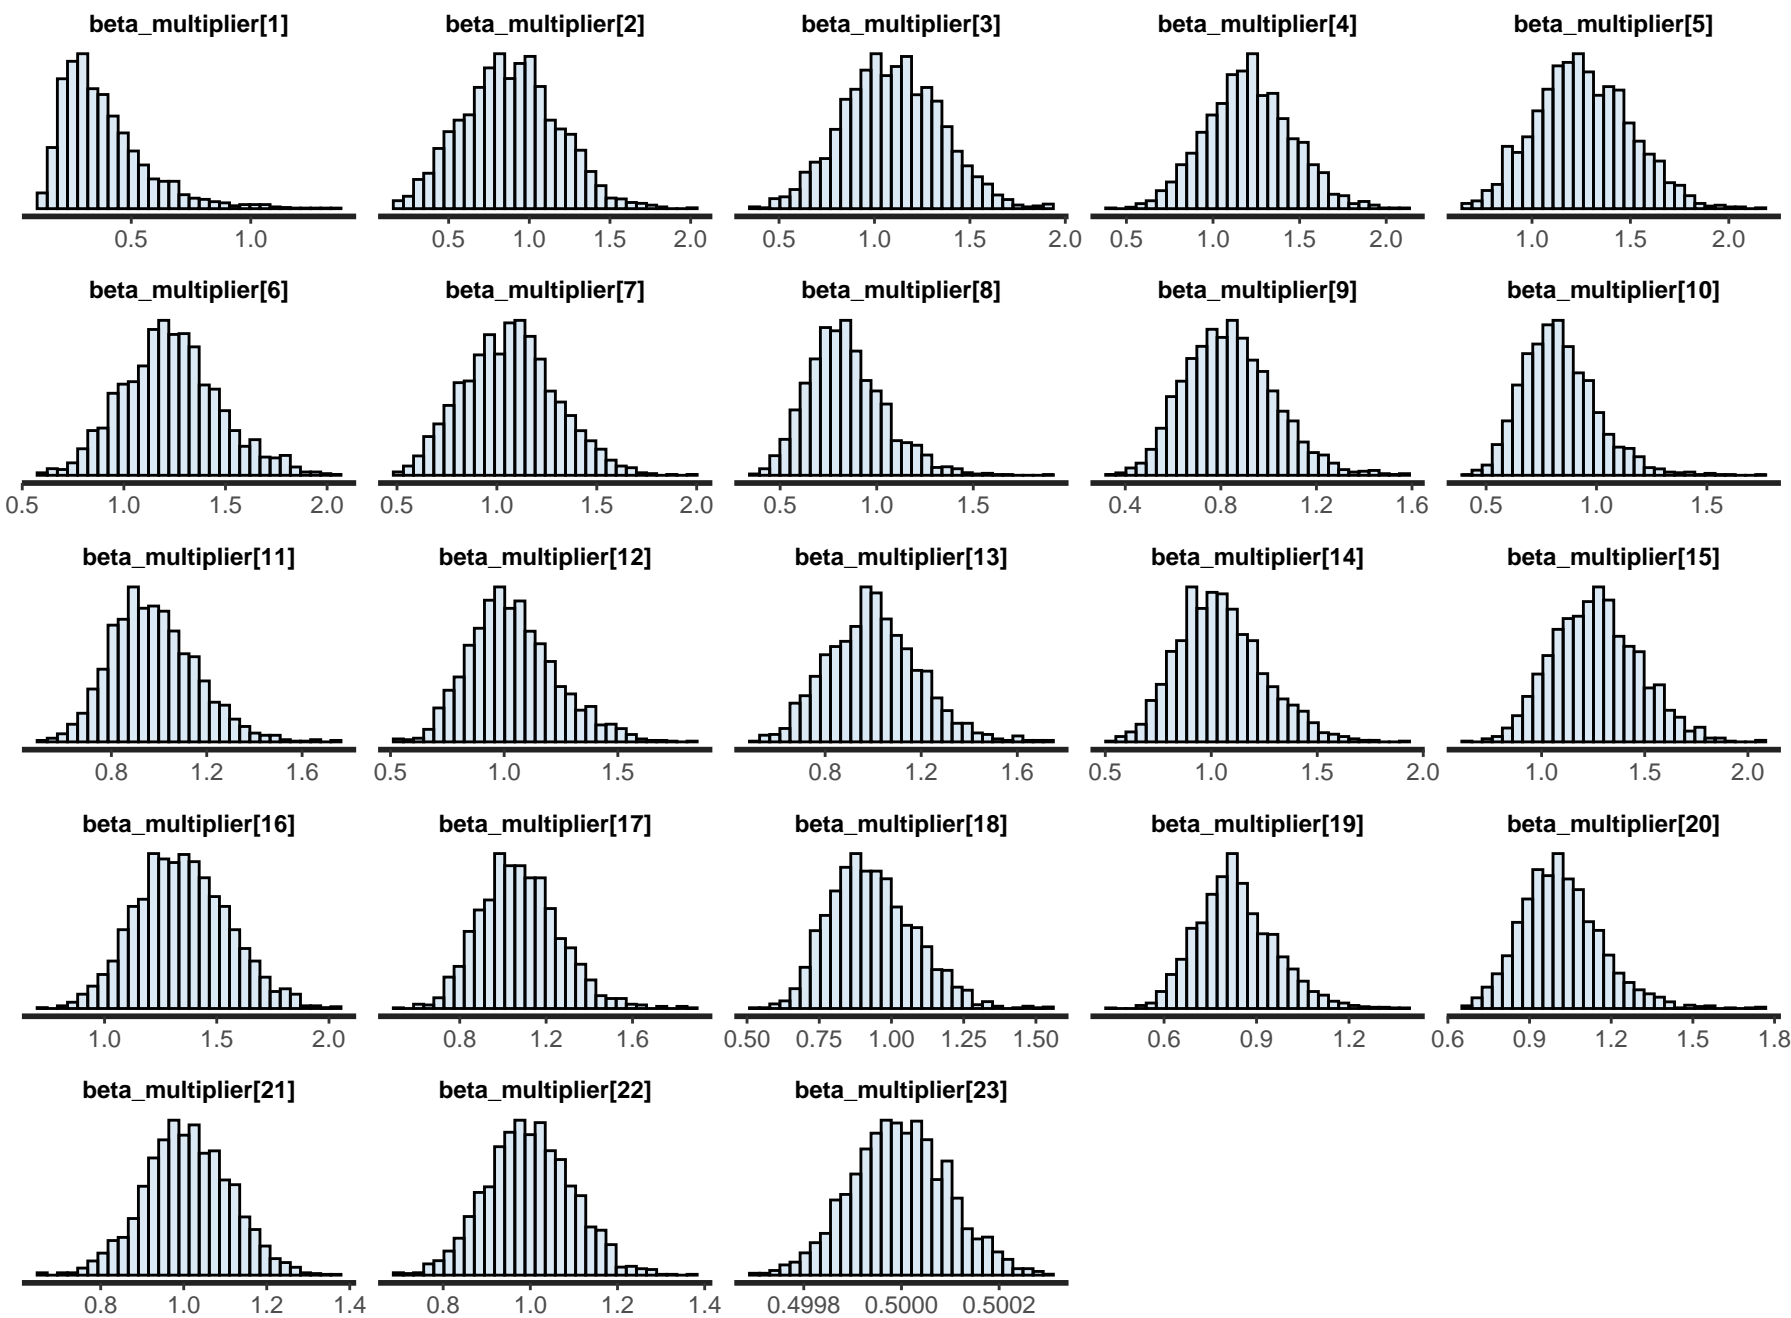 beta_multiplier[1] beta_multiplier[2] beta_multiplier[3] beta_multiplier[4] beta_multiplier[5]
0.5 1.0 0.5 1.0 1.5 2.0 0.5 1.0 1.5 2.0 0.5 1.0 1.5 2.0 1.0 1.5 2.0
beta_multiplier[6] beta_multiplier[7] beta_multiplier[8] beta_multiplier[9] beta_multiplier[10]
0.5 1.0 1.5 2.0 0.5 1.0 1.5 2.0 0.5 1.0 1.5 0.4 0.8 1.2 1.6 0.5 1.0 1.5
beta_multiplier[11] beta_multiplier[12] beta_multiplier[13] beta_multiplier[14] beta_multiplier[15]
0.8 1.2 1.6 0.5 1.0 1.5 0.8 1.2 1.6 0.5 1.0 1.5 2.0 1.0 1.5 2.0
beta_multiplier[16] beta_multiplier[17] beta_multiplier[18] beta_multiplier[19] beta_multiplier[20]
1.0 1.5 2.0 0.8 1.2 1.6 0.50 0.75 1.00 1.25 1.50 0.6 0.9 1.2 0.6 0.9 1.2 1.5 1.8
beta_multiplier[21] beta_multiplier[22] beta_multiplier[23]
0.8 1.0 1.2 1.4 0.8 1.0 1.2 1.4 0.4998 0.5000 0.5002